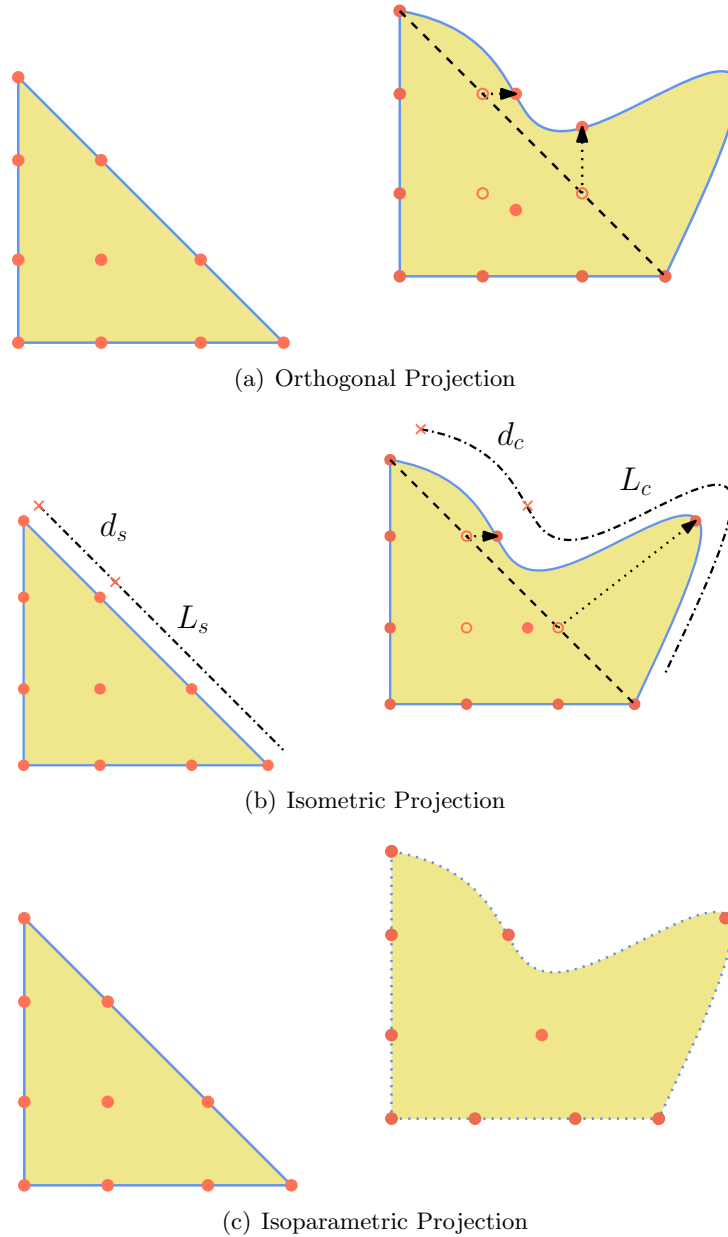 (a) Orthogonal Projection
d_c
L_c
d_s
L_s
(b) Isometric Projection
(c) Isoparametric Projection